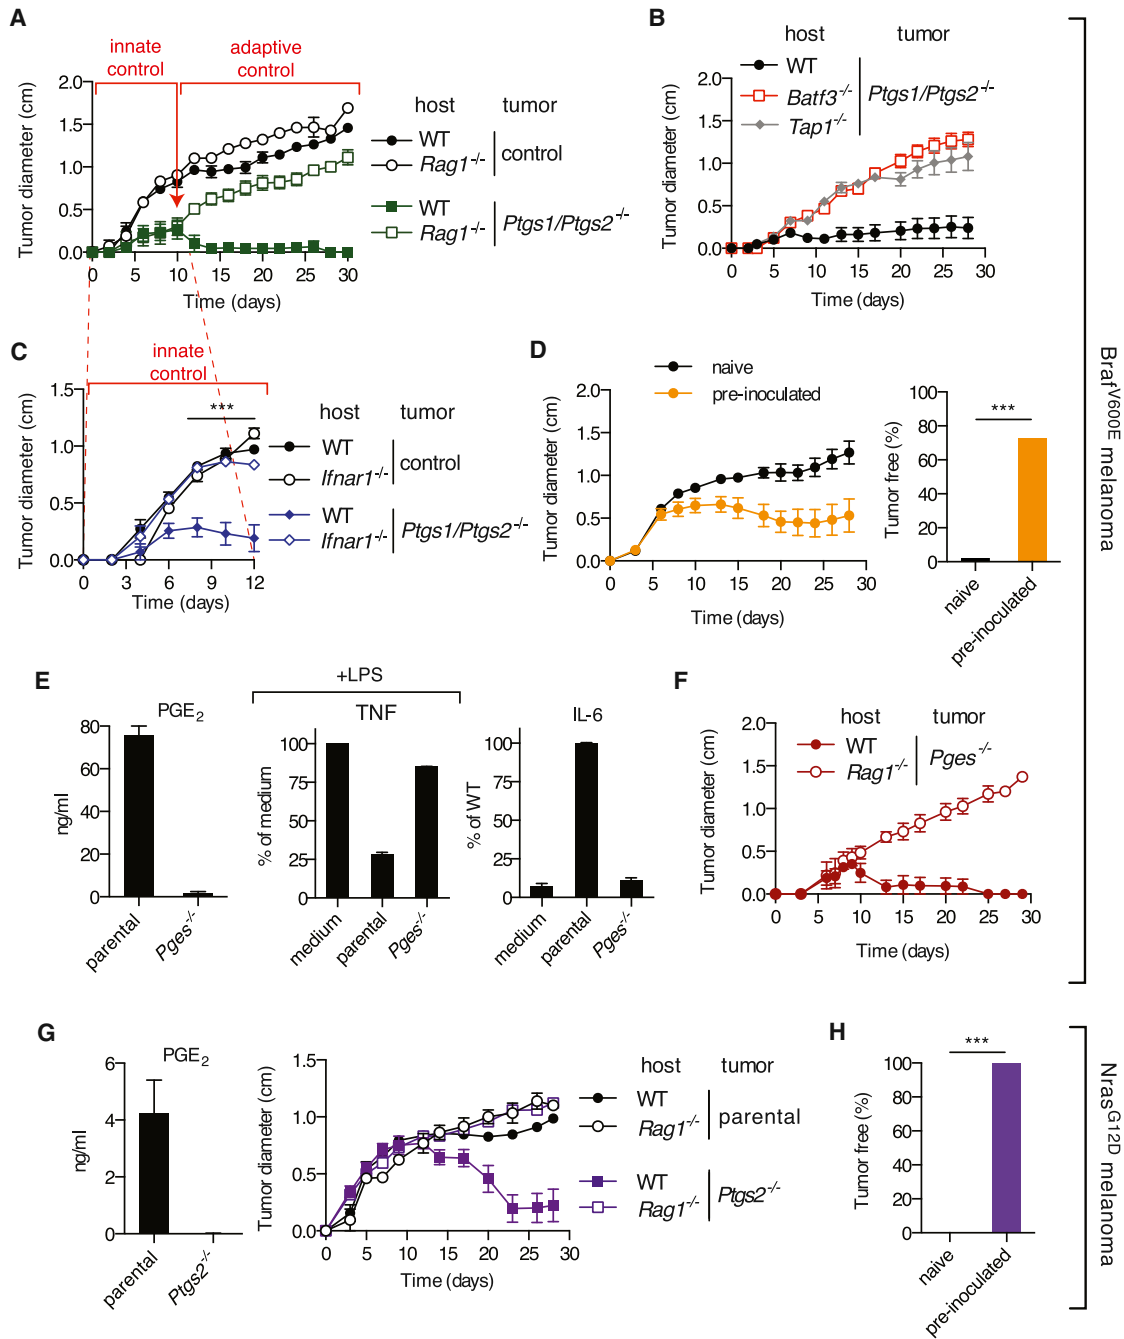 A
innate
control
adaptive
control
Tumor diameter (cm)
2.0
1.5
1.0
0.5
0.0
0 5 10 15 20 25 30
Time (days)
host tumor
WT
Rag1-/-
control
WT
Rag1-/-
Ptgs1/Ptgs2-/-
B
host tumor
WT
Batf3-/-
Tap1-/-
Ptgs1/Ptgs2-/-
Tumor diameter (cm)
2.0
1.5
1.0
0.5
0.0
0 5 10 15 20 25 30
Time (days)
C
innate
control
***
Tumor diameter (cm)
1.5
1.0
0.5
0.0
0 3 6 9 12
Time (days)
host tumor
WT
Ifnar1-/-
control
WT
Ifnar1-/-
Ptgs1/Ptgs2-/-
D
naive
pre-inoculated
Tumor diameter (cm)
2.0
1.5
1.0
0.5
0.0
0 5 10 15 20 25 30
Time (days)
Tumor free (%)
100
80
60
40
20
0
***
naive
pre-inoculated
BrafV600E melanoma
E
PGE2
ng/ml
80
60
40
20
0
parental
Pges-/-
+LPS
TNF
% of medium
100
75
50
25
0
medium
parental
Pges-/-
IL-6
% of WT
100
75
50
25
0
medium
parental
Pges-/-
F
host tumor
WT
Rag1-/-
Pges-/-
Tumor diameter (cm)
2.0
1.5
1.0
0.5
0.0
0 5 10 15 20 25 30
Time (days)
G
PGE2
ng/ml
6
4
2
0
parental
Ptgs2-/-
Tumor diameter (cm)
1.5
1.0
0.5
0.0
0 5 10 15 20 25 30
Time (days)
host tumor
WT
Rag1-/-
parental
WT
Rag1-/-
Ptgs2-/-
H
***
Tumor free (%)
100
80
60
40
20
0
naive
pre-inoculated
NrasG12D melanoma